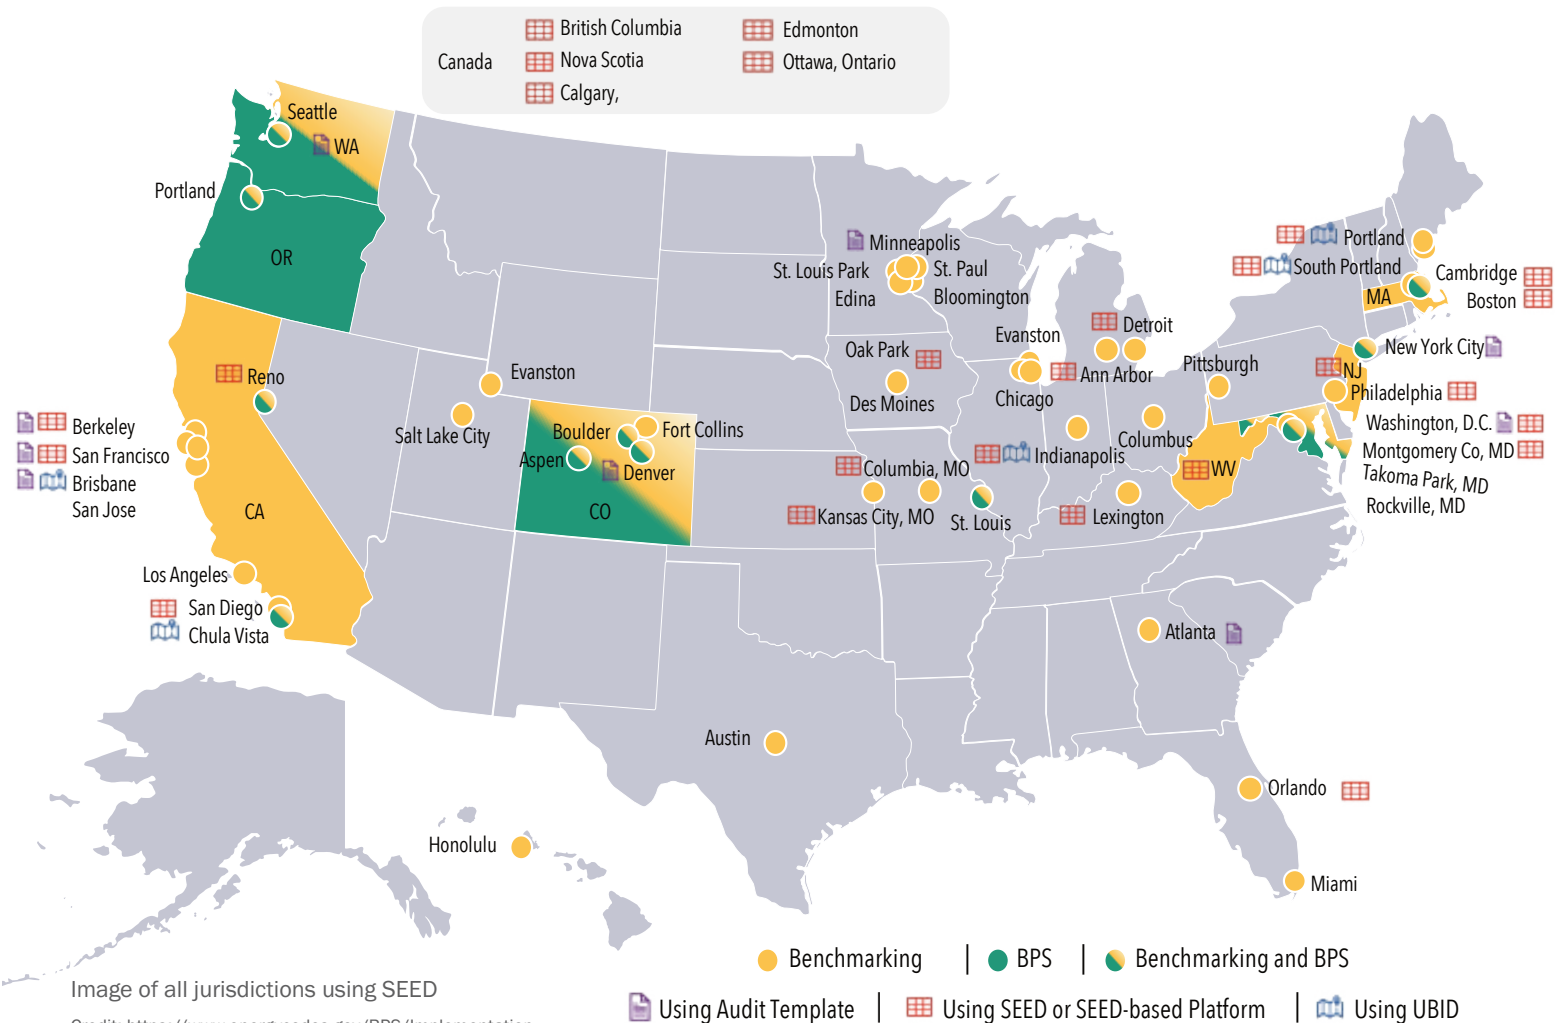 British Columbia
Edmonton
Canada
Nova Scotia
Ottawa, Ontario
Calgary,
Seattle
WA
Portland
OR
Minneapolis
St. Louis Park
St. Paul
Edina
Bloomington
Portland
South Portland
Cambridge
MA
Boston
Evanston
Detroit
Oak Park
New York City
Reno
Evanston
Ann Arbor
Pittsburgh
NJ
Chicago
Philadelphia
Des Moines
Berkeley
Salt Lake City
Boulder
Fort Collins
Columbus
Washington, D.C.
San Francisco
Aspen
Denver
Columbia, MO
Indianapolis
WV
Montgomery Co, MD
Brisbane
Takoma Park, MD
San Jose
CA
CO
Kansas City, MO
St. Louis
Lexington
Rockville, MD
Los Angeles
San Diego
Chula Vista
Atlanta
Austin
Orlando
Honolulu
Miami
Benchmarking
BPS
Benchmarking and BPS
Image of all jurisdictions using SEED
Using Audit Template
Using SEED or SEED-based Platform
Using UBID